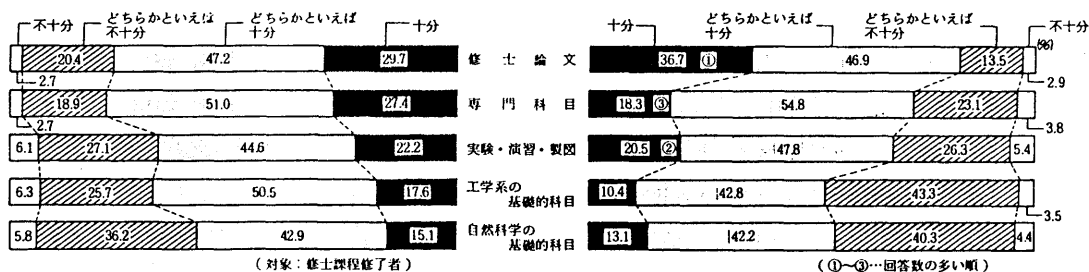 不十分 どちらかといえば不十分 どちらかといえば十分 十分 十分 どちらかといえば十分 どちらかといえば不十分 不十分
(%)
20.4 47.2 29.7 修士論文 36.7 ① 46.9 13.5
2.7 2.9
18.9 51.0 27.4 専門科目 18.3 ③ 54.8 23.1
2.7 3.8
6.1 27.1 44.6 22.2 実験・演習・製図 20.5 ② 47.8 26.3 5.4
6.3 25.7 50.5 17.6 工学系の基礎的科目 10.4 42.8 43.3
3.5
5.8 36.2 42.9 15.1 自然科学の基礎的科目 13.1 42.2 40.3 4.4
(対象:修士課程修了者) (①~③…回答数の多い順)